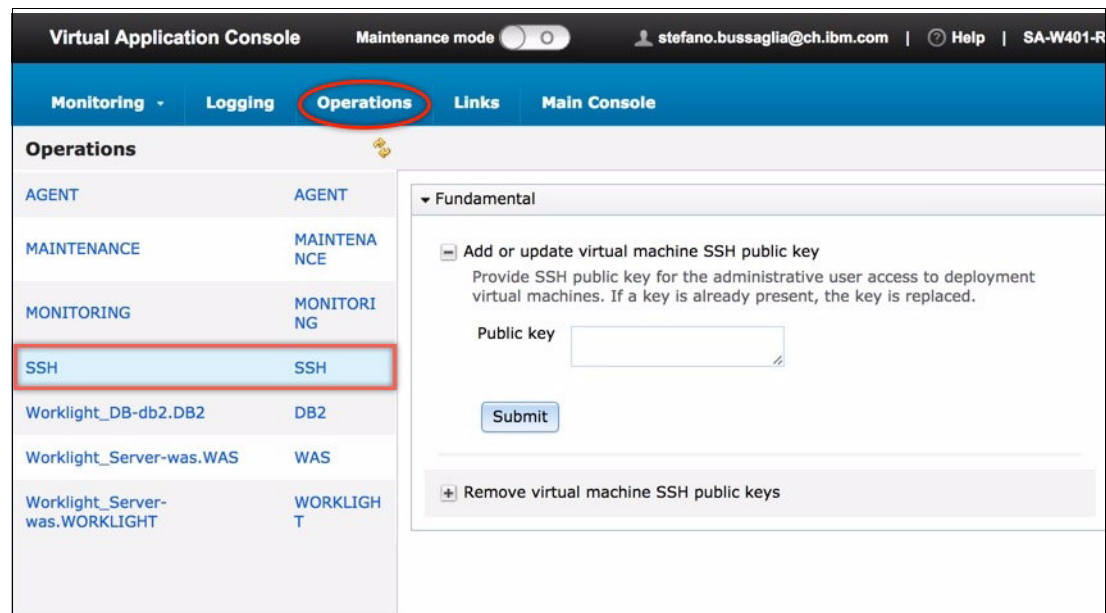 Virtual Application Console Maintenance mode O stefano.bussaglia@ch.ibm.com | ? Help | SA-W401-R
Monitoring Logging Operations Links Main Console
Operations
AGENT AGENT
MAINTENANCE MAINTENA
NCE
MONITORING MONITORI
NG
SSH SSH
Worklight_DB-db2.DB2 DB2
Worklight_Server-was.WAS WAS
Worklight_Server-
was.WORKLIGHT WORKLIGH
T
Fundamental
Add or update virtual machine SSH public key
Provide SSH public key for the administrative user access to deployment
virtual machines. If a key is already present, the key is replaced.
Public key
Submit
Remove virtual machine SSH public keys